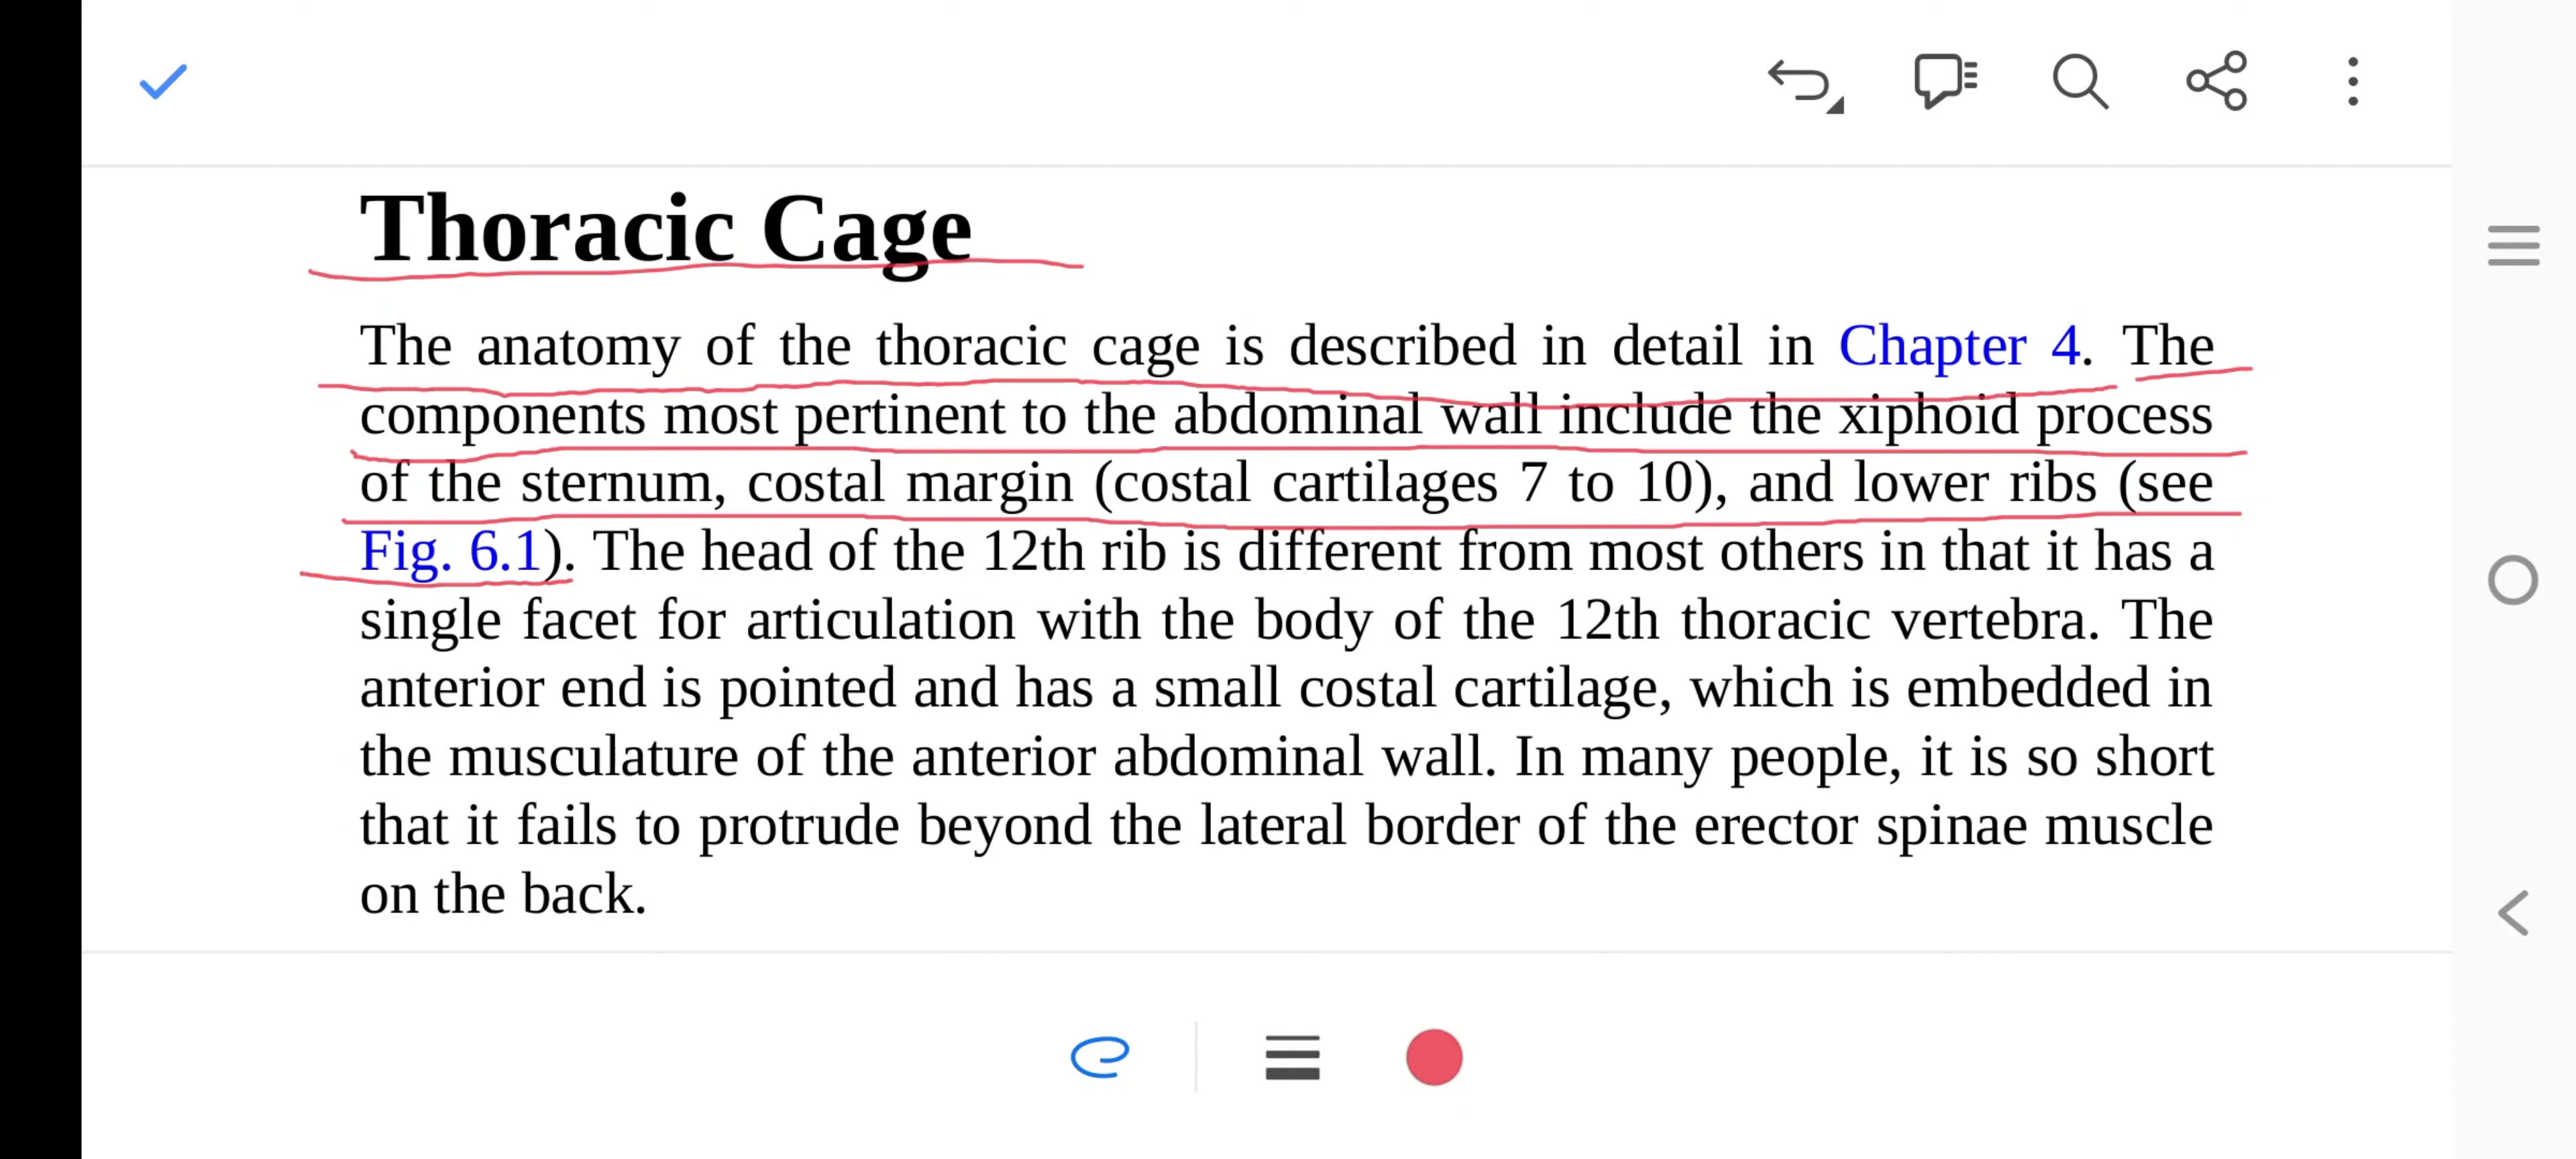 Thoracic Cage
The anatomy of the thoracic cage is described in detail in Chapter 4. The
components most pertinent to the abdominal wall include the xiphoid process
of the sternum, costal margin (costal cartilages 7 to 10), and lower ribs (see
Fig. 6.1). The head of the 12th rib is different from most others in that it has a
single facet for articulation with the body of the 12th thoracic vertebra. The
anterior end is pointed and has a small costal cartilage, which is embedded in
the musculature of the anterior abdominal wall. In many people, it is so short
that it fails to protrude beyond the lateral border of the erector spinae muscle
on the back.